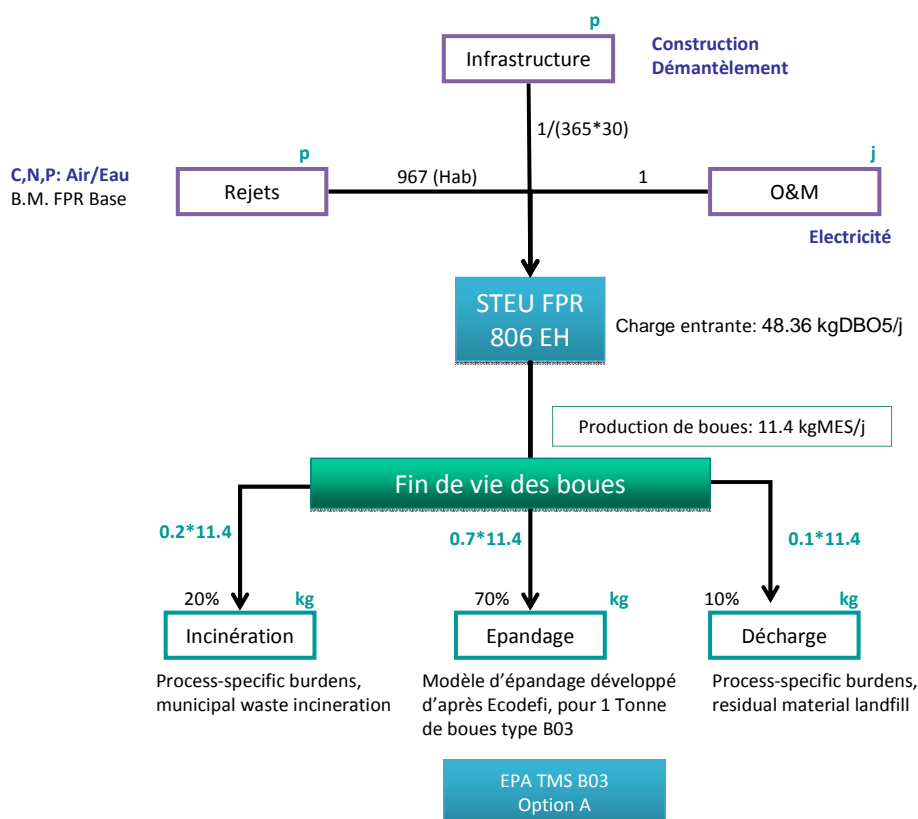 p
Infrastructure
Construction
Démantèlement
1/(365*30)
C,N,P: Air/Eau
B.M. FPR Base
p
Rejets
967 (Hab)
1
j
O&M
Electricité
STEU FPR
806 EH
Charge entrante: 48.36 kgDBO5/j
Production de boues: 11.4 kgMES/j
Fin de vie des boues
0.2*11.4
0.7*11.4
0.1*11.4
20%
kg
Incinération
70%
kg
Epandage
10%
kg
Décharge
Process-specific burdens,
municipal waste incineration
Modèle d'épandage développé
d'après Ecodefi, pour 1 Tonne
de boues type B03
Process-specific burdens,
residual material landfill
EPA TMS B03
Option A